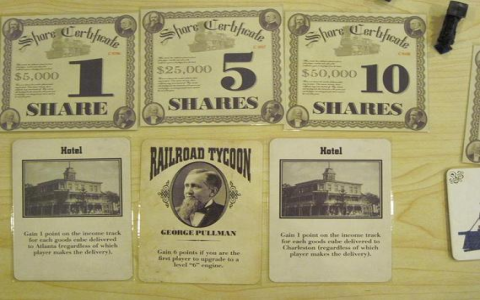 Share Certificate
$5,000
1
SHARE
Share Certificate
$25,000
5
SHARES
Share Certificate
$50,000
10
SHARES
Hotel
Gain 1 point on the income track
for each goods cube delivered
to Atlanta (regardless of which
player makes the delivery).
RAILROAD TYCOON
GEORGE PULLMAN
Gain 6 points if you are the
first player to upgrade to a
level "6" engine.
Hotel
Gain 1 point on the income track
for each goods cube delivered to
Charleston (regardless of which
player makes the delivery).